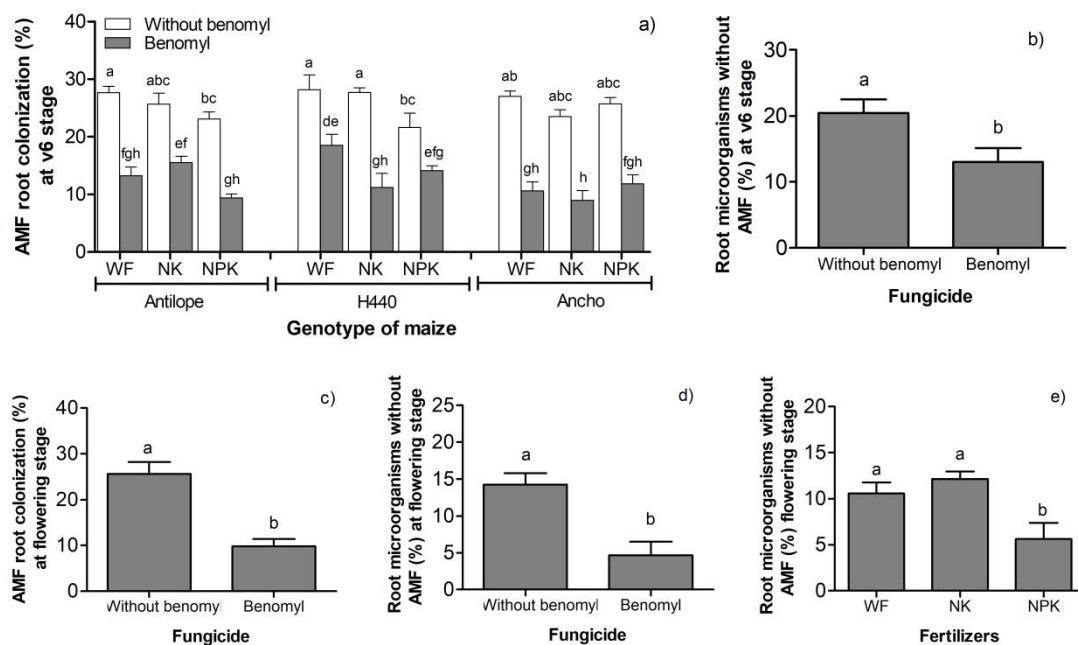 AMF root colonization (%)
at v6 stage
40
30
20
10
0
Without benomyl
Benomyl
a)
a
abc
bc
a
a
bc
ab
abc
abc
fgh
ef
gh
de
gh
efg
gh
h
fgh
WF
NK
NPK
WF
NK
NPK
WF
NK
NPK
Antilope
H440
Ancho
Genotype of maize
Root microorganisms without
AMF (%) at v6 stage
30
20
10
0
b)
a
b
Without benomyl
Benomyl
Fungicide
AMF root colonization (%)
at flowering stage
40
30
20
10
0
c)
a
b
Without benomyl
Benomyl
Fungicide
Root microorganisms without
AMF (%) at flowering stage
25
20
15
10
5
0
d)
a
b
Without benomyl
Benomyl
Fungicide
Root microorganisms without
AMF (%) flowering stage
20
15
10
5
0
e)
a
a
b
WF
NK
NPK
Fertilizers